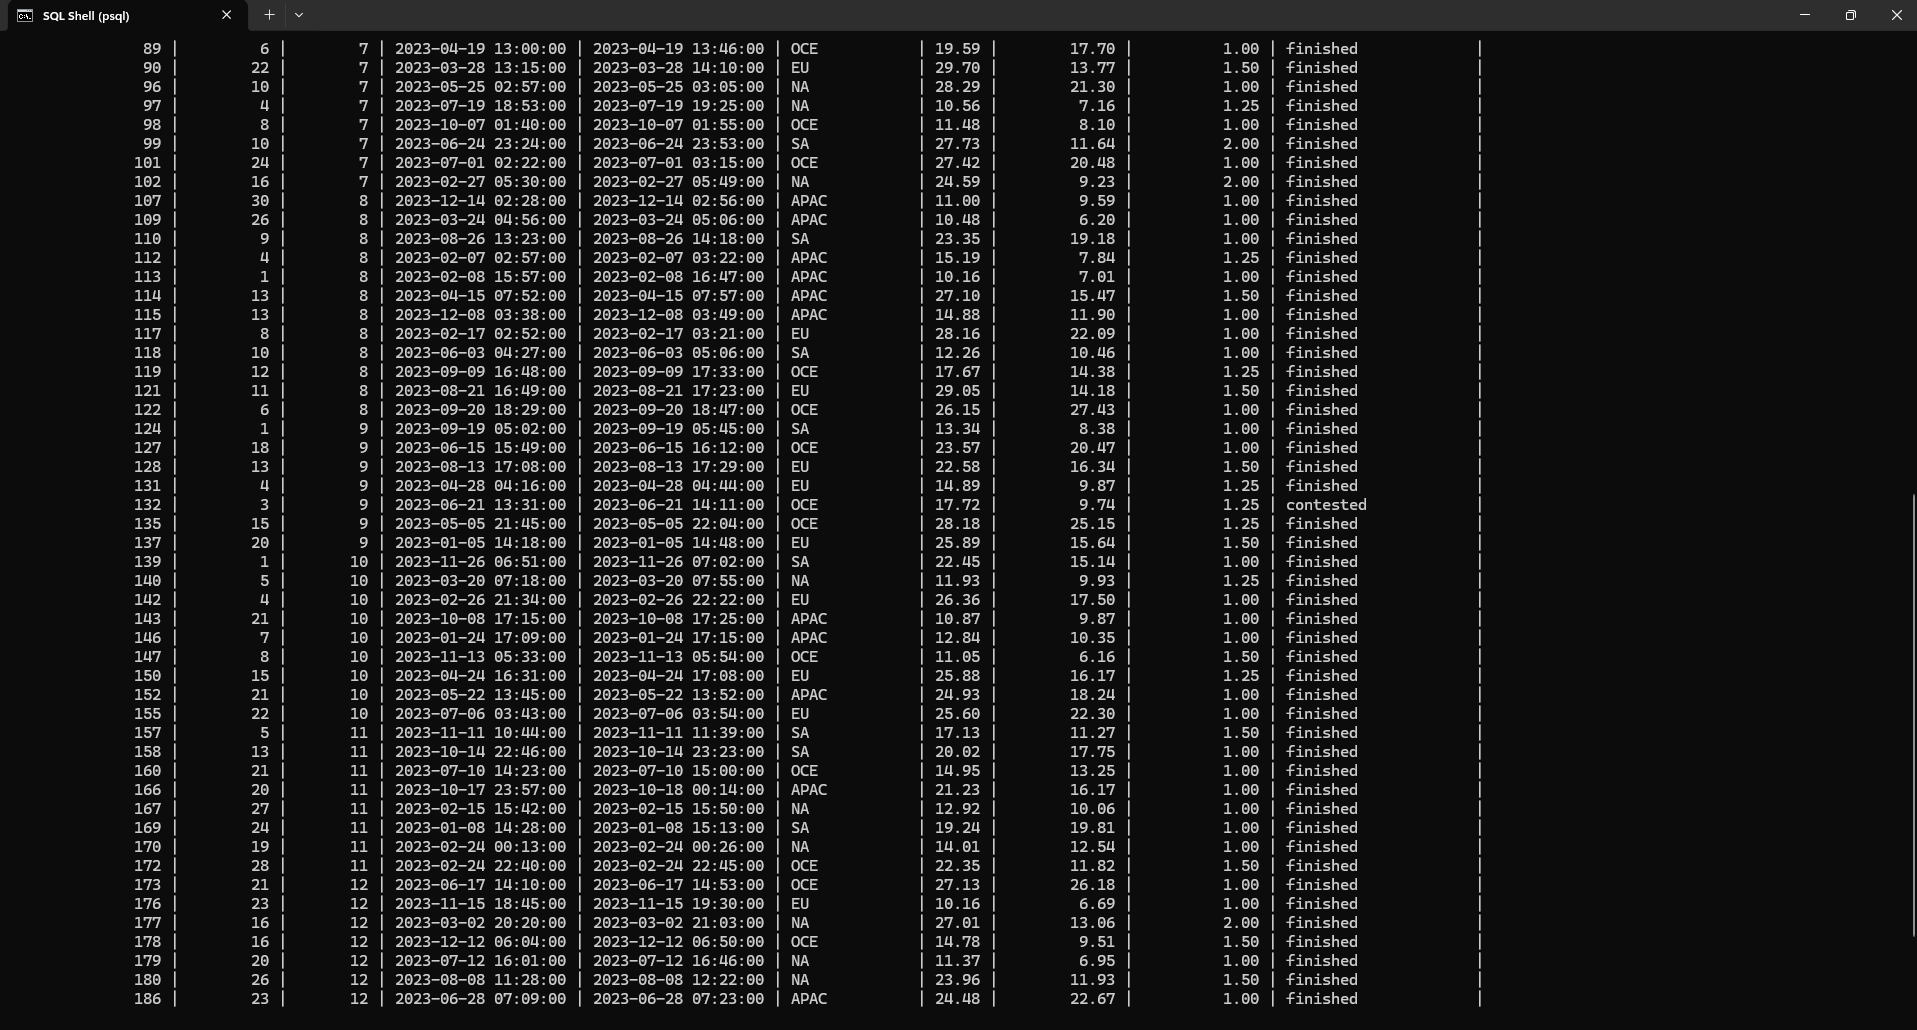 SQL Shell (psql)
89 | 6 | 7 | 2023-04-19 13:00:00 | 2023-04-19 13:46:00 | OCE | 19.59 | 17.70 | 1.00 | finished |
90 | 22 | 7 | 2023-03-28 13:15:00 | 2023-03-28 14:10:00 | EU | 29.70 | 13.77 | 1.50 | finished |
96 | 10 | 7 | 2023-05-25 02:57:00 | 2023-05-25 03:05:00 | NA | 28.29 | 21.30 | 1.00 | finished |
97 | 4 | 7 | 2023-07-19 18:53:00 | 2023-07-19 19:25:00 | NA | 10.56 | 7.16 | 1.25 | finished |
98 | 8 | 7 | 2023-10-07 01:40:00 | 2023-10-07 01:55:00 | OCE | 11.48 | 8.10 | 1.00 | finished |
99 | 10 | 7 | 2023-06-24 23:24:00 | 2023-06-24 23:53:00 | SA | 27.73 | 11.64 | 2.00 | finished |
101 | 24 | 7 | 2023-07-01 02:22:00 | 2023-07-01 03:15:00 | OCE | 27.42 | 20.48 | 1.00 | finished |
102 | 16 | 7 | 2023-02-27 05:30:00 | 2023-02-27 05:49:00 | NA | 24.59 | 9.23 | 2.00 | finished |
107 | 30 | 8 | 2023-12-14 02:28:00 | 2023-12-14 02:56:00 | APAC | 11.00 | 9.59 | 1.00 | finished |
109 | 26 | 8 | 2023-03-24 04:56:00 | 2023-03-24 05:06:00 | APAC | 10.48 | 6.20 | 1.00 | finished |
110 | 9 | 8 | 2023-08-26 13:23:00 | 2023-08-26 14:18:00 | SA | 23.35 | 19.18 | 1.00 | finished |
112 | 4 | 8 | 2023-02-07 02:57:00 | 2023-02-07 03:22:00 | APAC | 15.19 | 7.84 | 1.25 | finished |
113 | 1 | 8 | 2023-02-08 15:57:00 | 2023-02-08 16:47:00 | APAC | 10.16 | 7.01 | 1.00 | finished |
114 | 13 | 8 | 2023-04-15 07:52:00 | 2023-04-15 07:57:00 | APAC | 27.10 | 15.47 | 1.50 | finished |
115 | 13 | 8 | 2023-12-08 03:38:00 | 2023-12-08 03:49:00 | APAC | 14.88 | 11.90 | 1.00 | finished |
117 | 8 | 8 | 2023-02-17 02:52:00 | 2023-02-17 03:21:00 | EU | 28.16 | 22.09 | 1.00 | finished |
118 | 10 | 8 | 2023-06-03 04:27:00 | 2023-06-03 05:06:00 | SA | 12.26 | 10.46 | 1.00 | finished |
119 | 12 | 8 | 2023-09-09 16:48:00 | 2023-09-09 17:33:00 | OCE | 17.67 | 14.38 | 1.25 | finished |
121 | 11 | 8 | 2023-08-21 16:49:00 | 2023-08-21 17:23:00 | EU | 29.05 | 14.18 | 1.50 | finished |
122 | 6 | 8 | 2023-09-20 18:29:00 | 2023-09-20 18:47:00 | OCE | 26.15 | 27.43 | 1.00 | finished |
124 | 1 | 9 | 2023-09-19 05:02:00 | 2023-09-19 05:45:00 | SA | 13.34 | 8.38 | 1.00 | finished |
127 | 18 | 9 | 2023-06-15 15:49:00 | 2023-06-15 16:12:00 | OCE | 23.57 | 20.47 | 1.00 | finished |
128 | 13 | 9 | 2023-08-13 17:08:00 | 2023-08-13 17:29:00 | EU | 22.58 | 16.34 | 1.50 | finished |
131 | 4 | 9 | 2023-04-28 04:16:00 | 2023-04-28 04:44:00 | EU | 14.89 | 9.87 | 1.25 | finished |
132 | 3 | 9 | 2023-06-21 13:31:00 | 2023-06-21 14:11:00 | OCE | 17.72 | 9.74 | 1.25 | contested |
135 | 15 | 9 | 2023-05-05 21:45:00 | 2023-05-05 22:04:00 | OCE | 28.18 | 25.15 | 1.25 | finished |
137 | 20 | 9 | 2023-01-05 14:18:00 | 2023-01-05 14:48:00 | EU | 25.89 | 15.64 | 1.50 | finished |
139 | 1 | 10 | 2023-11-26 06:51:00 | 2023-11-26 07:02:00 | SA | 22.45 | 15.14 | 1.00 | finished |
140 | 5 | 10 | 2023-03-20 07:18:00 | 2023-03-20 07:55:00 | NA | 11.93 | 9.93 | 1.25 | finished |
142 | 4 | 10 | 2023-02-26 21:34:00 | 2023-02-26 22:22:00 | EU | 26.36 | 17.50 | 1.00 | finished |
143 | 21 | 10 | 2023-10-08 17:15:00 | 2023-10-08 17:25:00 | APAC | 10.87 | 9.87 | 1.00 | finished |
146 | 7 | 10 | 2023-01-24 17:09:00 | 2023-01-24 17:15:00 | APAC | 12.84 | 10.35 | 1.00 | finished |
147 | 8 | 10 | 2023-11-13 05:33:00 | 2023-11-13 05:54:00 | OCE | 11.05 | 6.16 | 1.50 | finished |
150 | 15 | 10 | 2023-04-24 16:31:00 | 2023-04-24 17:08:00 | EU | 25.88 | 16.17 | 1.25 | finished |
152 | 21 | 10 | 2023-05-22 13:45:00 | 2023-05-22 13:52:00 | APAC | 24.93 | 18.24 | 1.00 | finished |
155 | 22 | 10 | 2023-07-06 03:43:00 | 2023-07-06 03:54:00 | EU | 25.60 | 22.30 | 1.00 | finished |
157 | 5 | 11 | 2023-11-11 10:44:00 | 2023-11-11 11:39:00 | SA | 17.13 | 11.27 | 1.50 | finished |
158 | 13 | 11 | 2023-10-14 22:46:00 | 2023-10-14 23:23:00 | SA | 20.02 | 17.75 | 1.00 | finished |
160 | 21 | 11 | 2023-07-10 14:23:00 | 2023-07-10 15:00:00 | OCE | 14.95 | 13.25 | 1.00 | finished |
166 | 20 | 11 | 2023-10-17 23:57:00 | 2023-10-18 00:14:00 | APAC | 21.23 | 16.17 | 1.00 | finished |
167 | 27 | 11 | 2023-02-15 15:42:00 | 2023-02-15 15:50:00 | NA | 12.92 | 10.06 | 1.00 | finished |
169 | 24 | 11 | 2023-01-08 14:28:00 | 2023-01-08 15:13:00 | SA | 19.24 | 19.81 | 1.00 | finished |
170 | 19 | 11 | 2023-02-24 00:13:00 | 2023-02-24 00:26:00 | NA | 14.01 | 12.54 | 1.00 | finished |
172 | 28 | 11 | 2023-02-24 22:40:00 | 2023-02-24 22:45:00 | OCE | 22.35 | 11.82 | 1.50 | finished |
173 | 21 | 12 | 2023-06-17 14:10:00 | 2023-06-17 14:53:00 | OCE | 27.13 | 26.18 | 1.00 | finished |
176 | 23 | 12 | 2023-11-15 18:45:00 | 2023-11-15 19:30:00 | EU | 10.16 | 6.69 | 1.00 | finished |
177 | 16 | 12 | 2023-03-02 20:20:00 | 2023-03-02 21:03:00 | NA | 27.01 | 13.06 | 2.00 | finished |
178 | 16 | 12 | 2023-12-12 06:04:00 | 2023-12-12 06:50:00 | OCE | 14.78 | 9.51 | 1.50 | finished |
179 | 20 | 12 | 2023-07-12 16:01:00 | 2023-07-12 16:46:00 | NA | 11.37 | 6.95 | 1.00 | finished |
180 | 26 | 12 | 2023-08-08 11:28:00 | 2023-08-08 12:22:00 | NA | 23.96 | 11.93 | 1.50 | finished |
186 | 23 | 12 | 2023-06-28 07:09:00 | 2023-06-28 07:23:00 | APAC | 24.48 | 22.67 | 1.00 | finished |